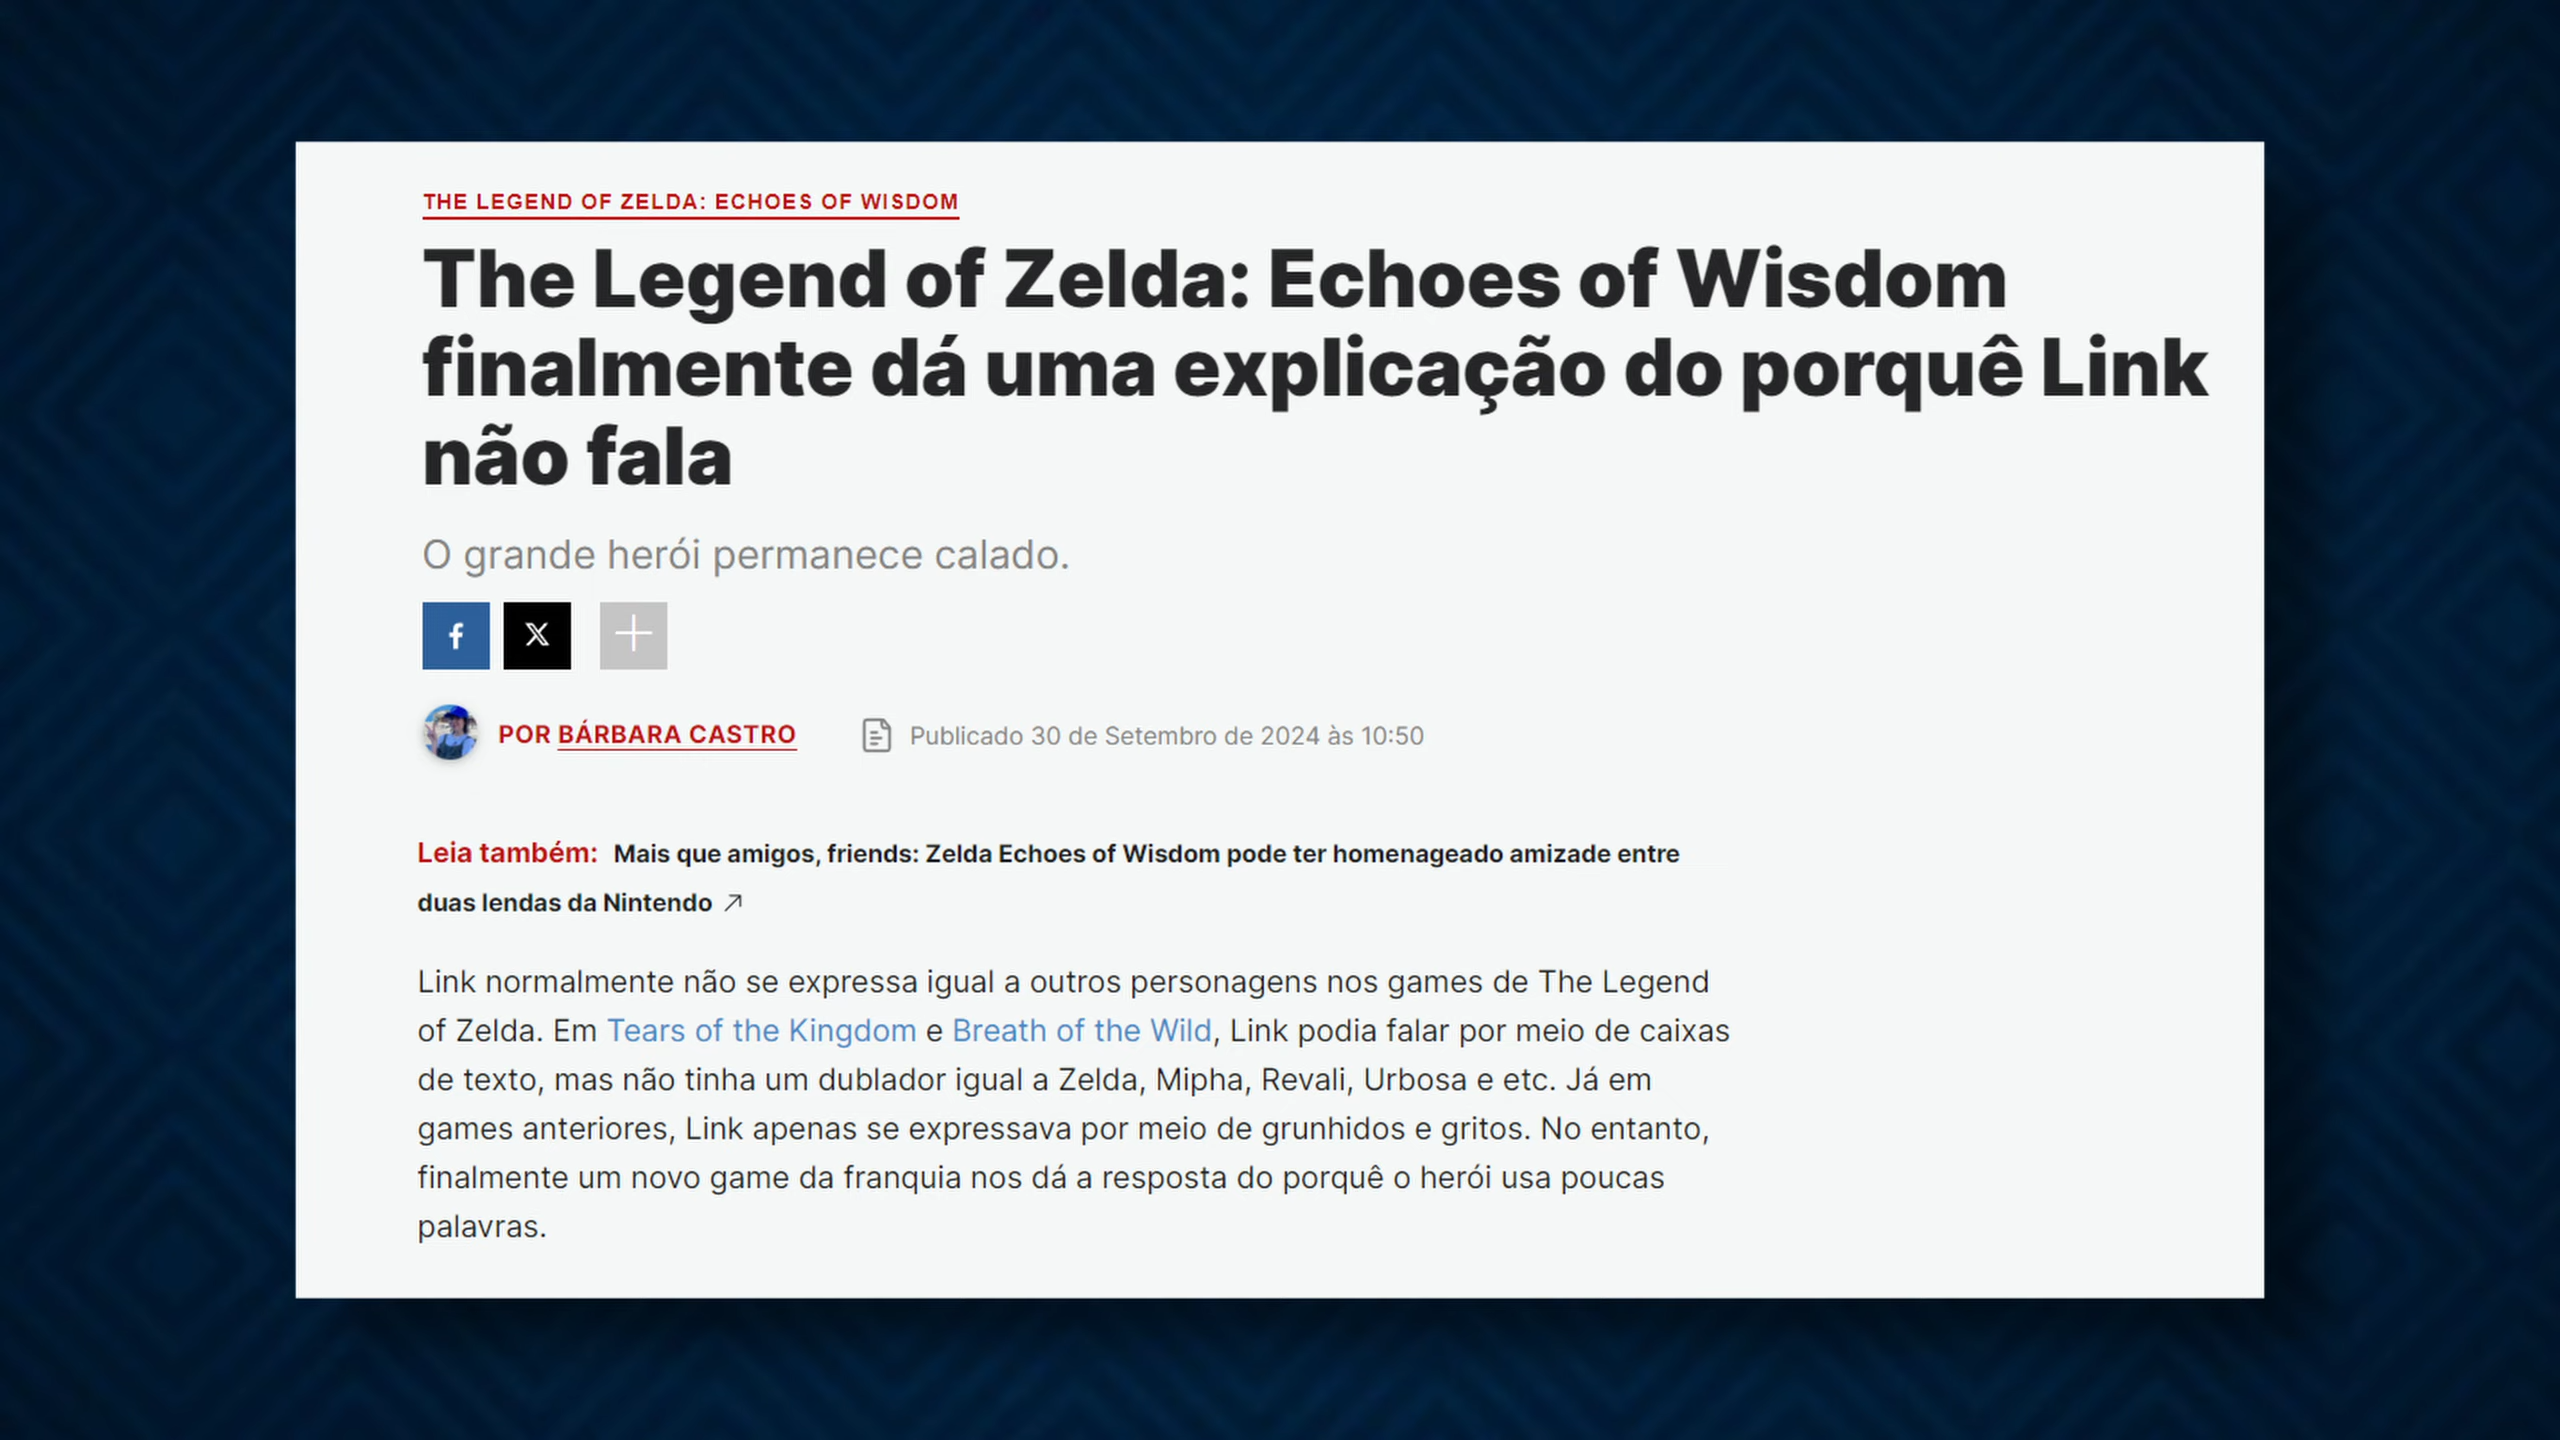 THE LEGEND OF ZELDA: ECHOES OF WISDOM
The Legend of Zelda: Echoes of Wisdom
finalmente dá uma explicação do porquê Link
não fala
O grande herói permanece calado.
POR BÁRBARA CASTRO Publicado 30 de Setembro de 2024 às 10:50
Leia também: Mais que amigos, friends: Zelda Echoes of Wisdom pode ter homenageado amizade entre
duas lendas da Nintendo
Link normalmente não se expressa igual a outros personagens nos games de The Legend
of Zelda. Em Tears of the Kingdom e Breath of the Wild, Link podia falar por meio de caixas
de texto, mas não tinha um dublador igual a Zelda, Mipha, Revali, Urbosa e etc. Já em
games anteriores, Link apenas se expressava por meio de grunhidos e gritos. No entanto,
finalmente um novo game da franquia nos dá a resposta do porquê o herói usa poucas
palavras.